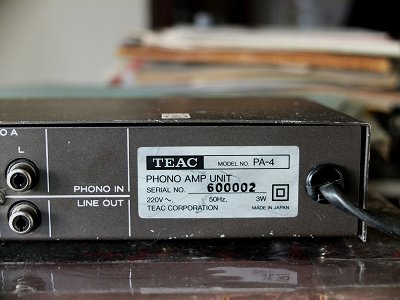 L
PHONO IN
LINE OUT
TEAC MODEL NO. PA-4
PHONO AMP UNIT
SERIAL NO. 600002
220V~, 50Hz, 3W
TEAC CORPORATION MADE IN JAPAN